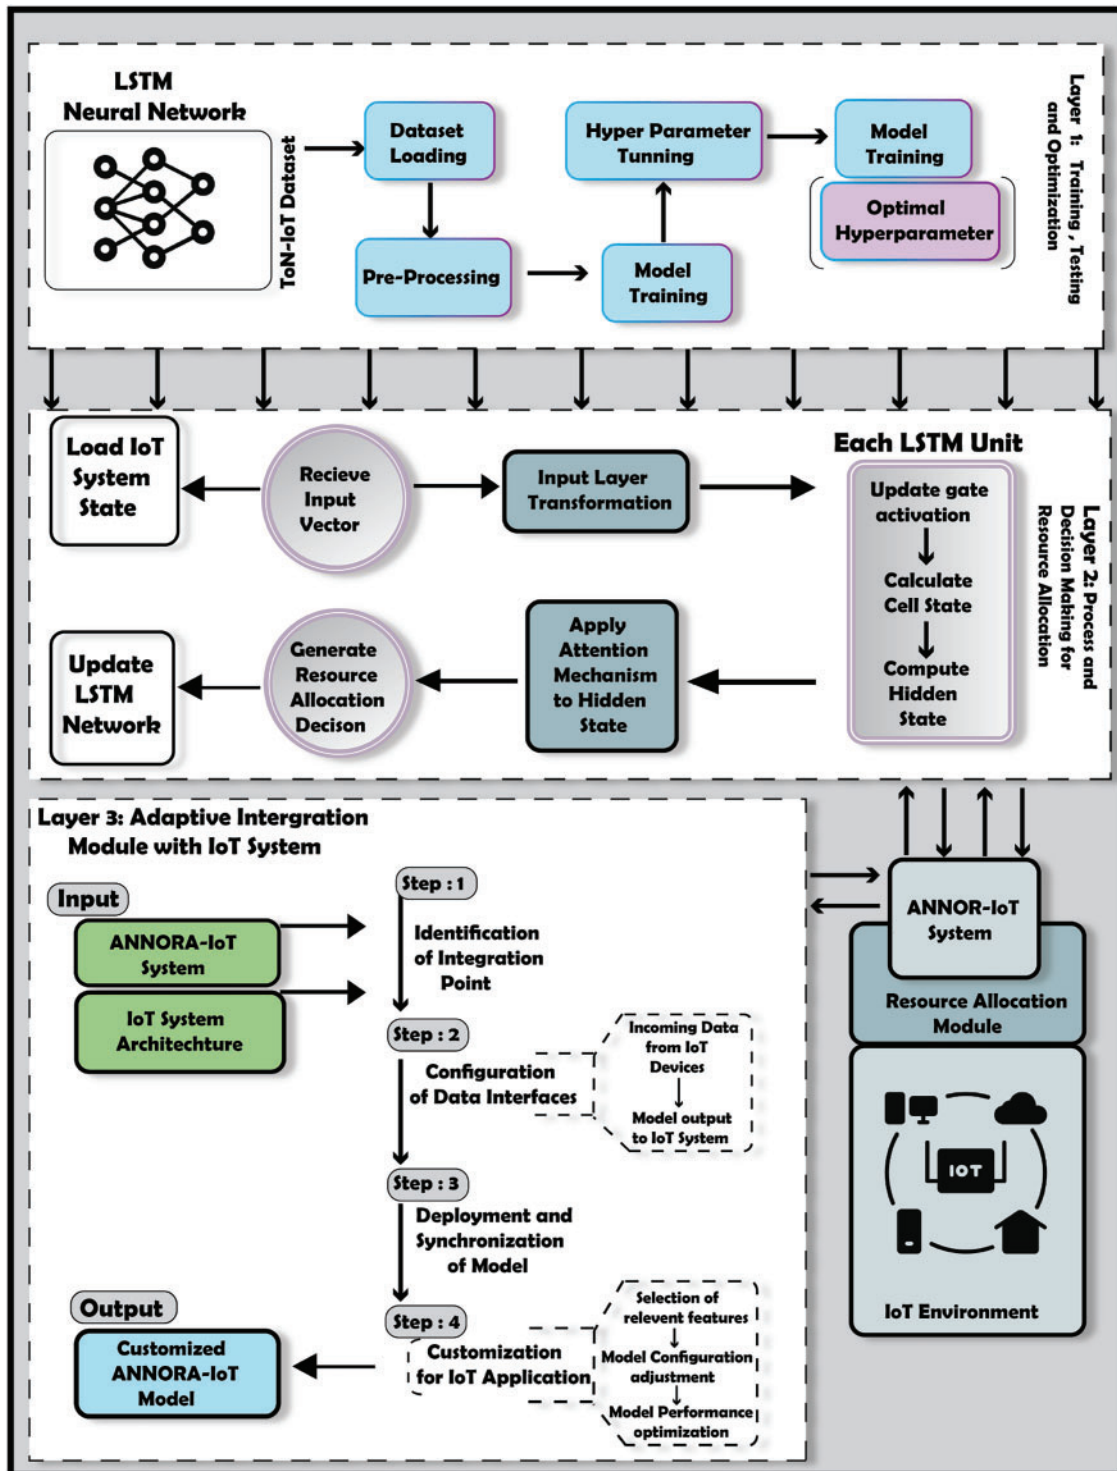 LSTM
Neural Network
ToN-IoT Dataset
Dataset
Loading
Pre-Processing
Hyper Parameter
Tunning
Model
Training
Model
Training
Optimal
Hyperparameter
Layer 1: Training , Testing
and Optimization
Load IoT
System
State
Recieve
Input
Vector
Input Layer
Transformation
Each LSTM Unit
Update gate
activation
Calculate
Cell State
Compute
Hidden
State
Layer 2: Process and
Decision Making for
Resource Allocation
Update
LSTM
Network
Generate
Resource
Allocation
Decison
Apply
Attention
Mechanism
to Hidden
State
Layer 3: Adaptive Intergration
Module with IoT System
Input
ANNORA-IoT
System
IoT System
Architechture
Step : 1
Identification
of Integration
Point
Step : 2
Configuration
of Data Interfaces
Incoming Data
from IoT
Devices
Model output
to IoT System
Step : 3
Deployment and
Synchronization
of Model
Step : 4
Customization
for IoT Application
Selection of
relevent features
Model Configuration
adjustment
Model Performance
optimization
Output
Customized
ANNORA-IoT
Model
ANNOR-IoT
System
Resource Allocation
Module
IOT
IoT Environment